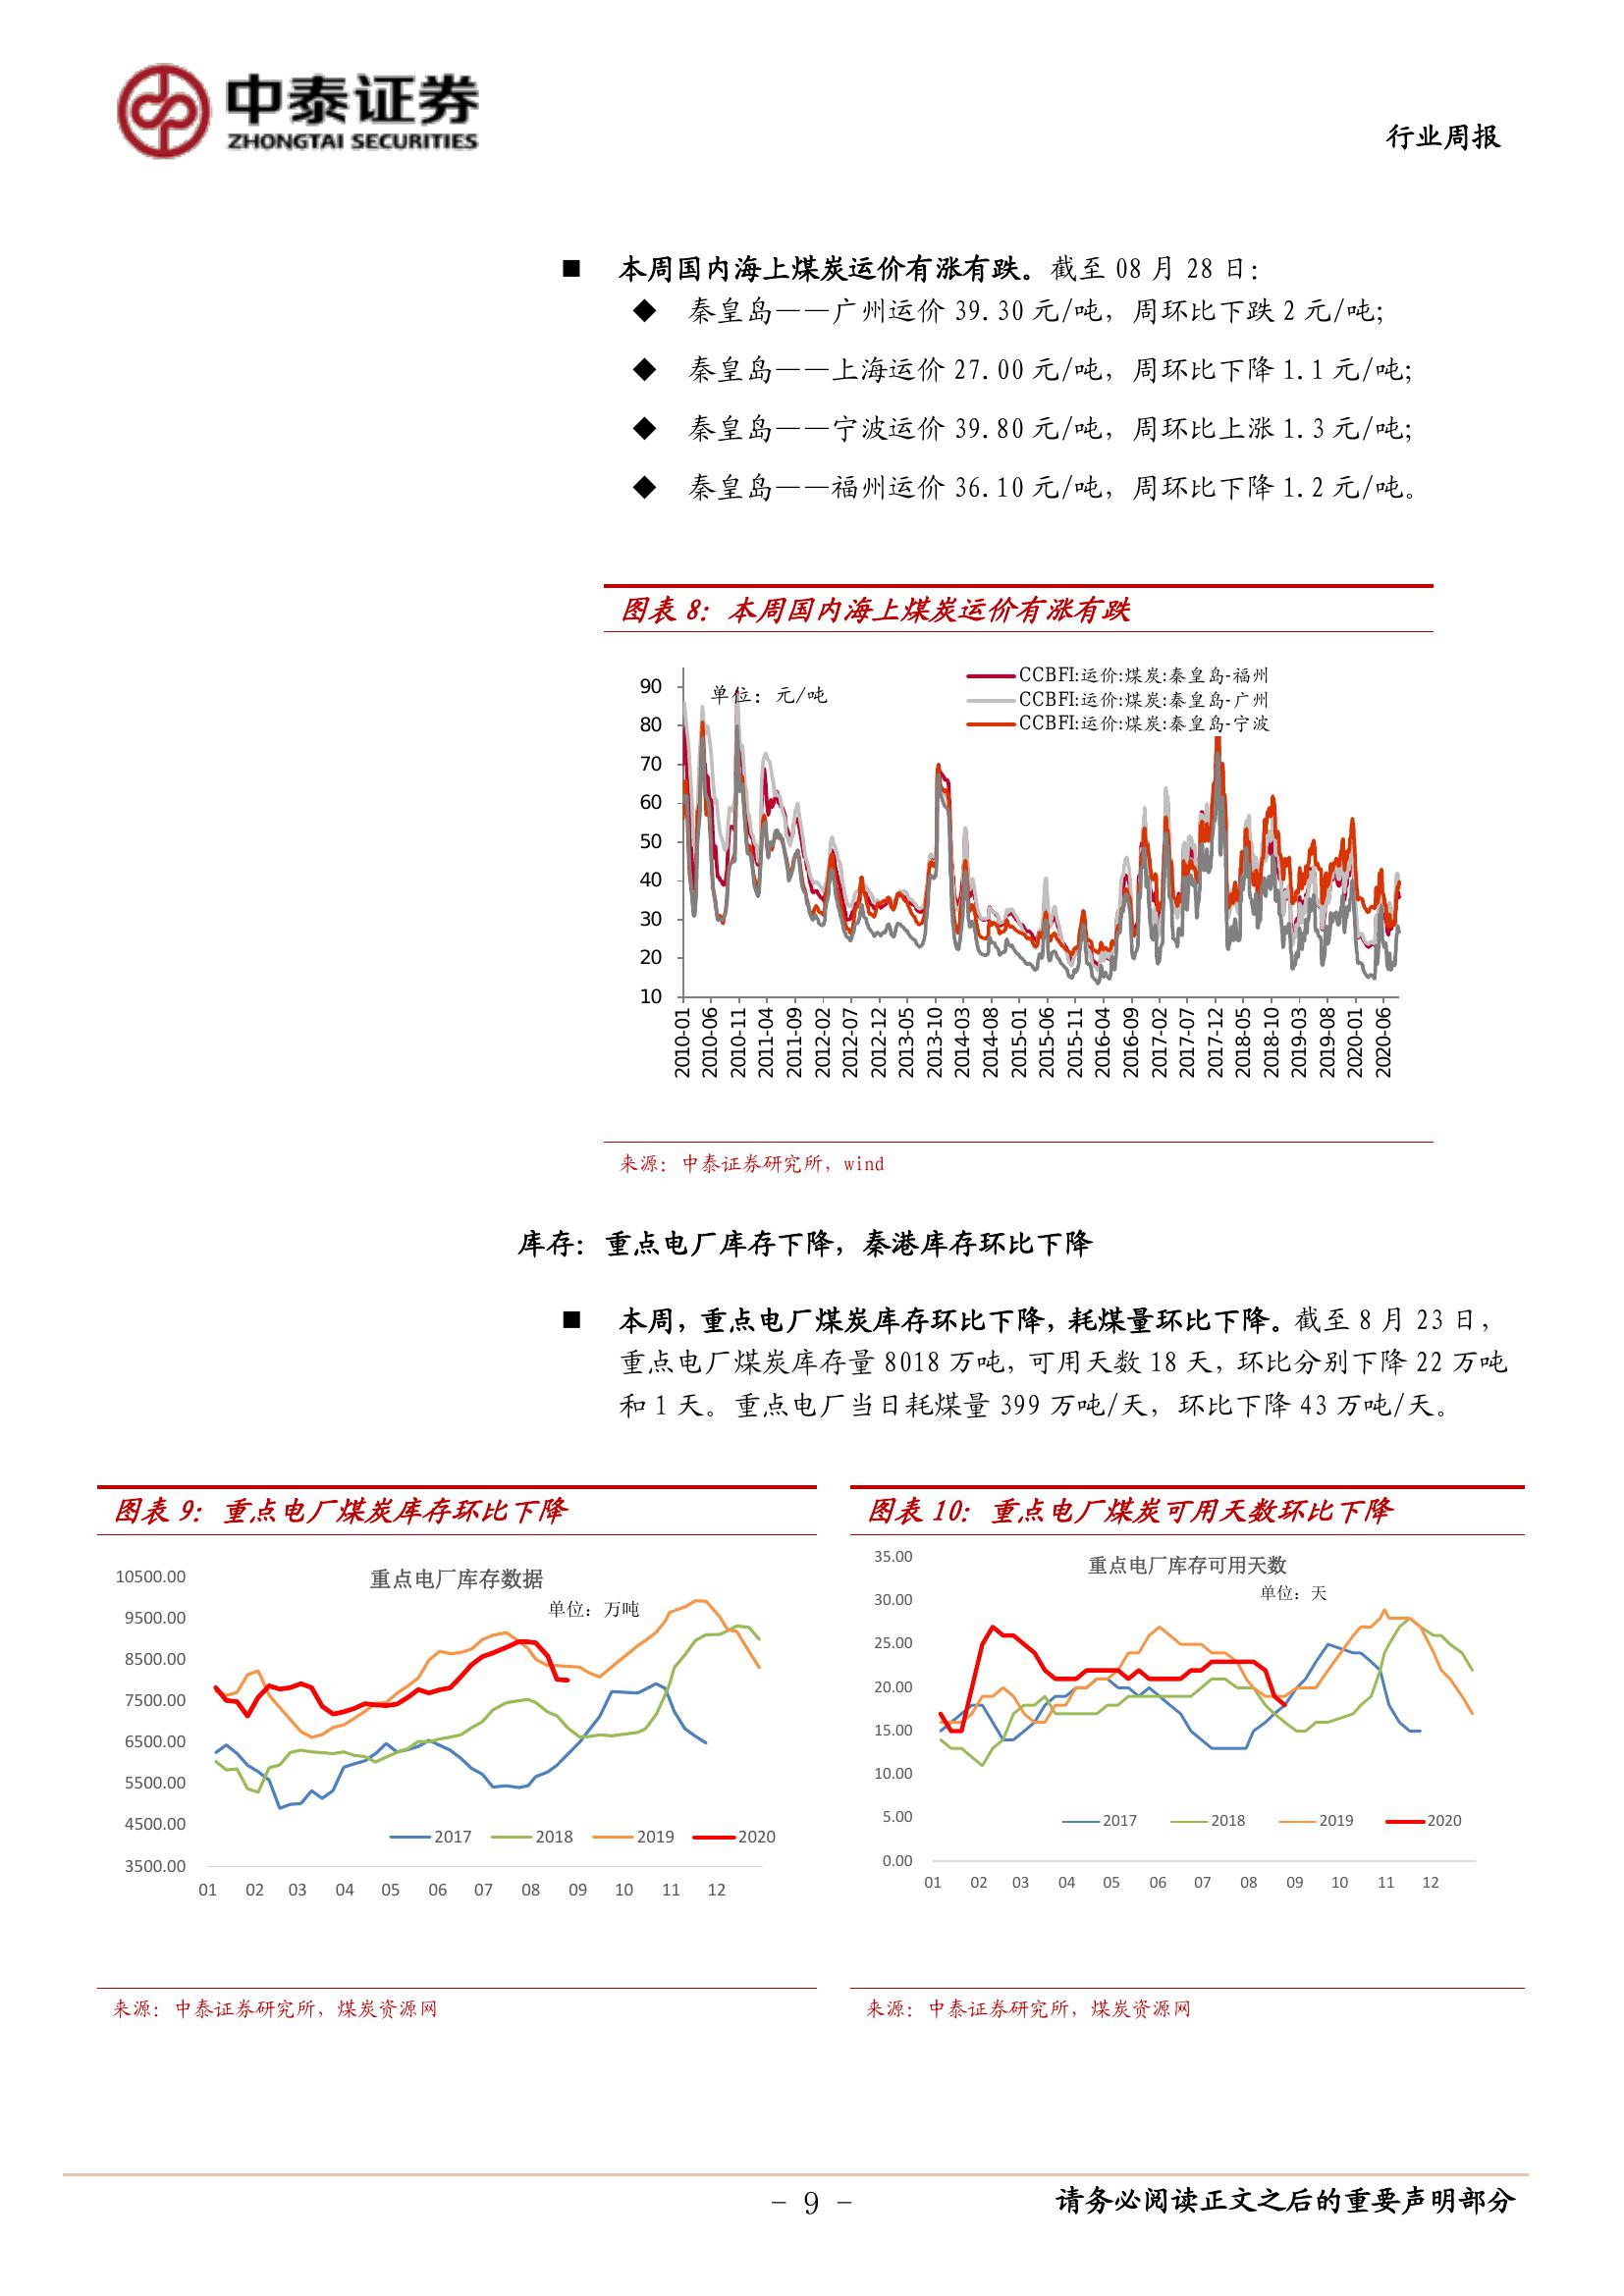 中泰证券
ZHONGTAI SECURITIES
行业周报
■ 本周国内海上煤炭运价有涨有跌。截至 08 月 28 日：
◆ 秦皇岛——广州运价 39.30 元/吨，周环比下跌 2 元/吨；
◆ 秦皇岛——上海运价 27.00 元/吨，周环比下降 1.1 元/吨；
◆ 秦皇岛——宁波运价 39.80 元/吨，周环比上涨 1.3 元/吨；
◆ 秦皇岛——福州运价 36.10 元/吨，周环比下降 1.2 元/吨。
图表 8：本周国内海上煤炭运价有涨有跌
单位：元/吨
CCBFI:运价:煤炭:秦皇岛-福州
CCBFI:运价:煤炭:秦皇岛-广州
CCBFI:运价:煤炭:秦皇岛-宁波
90
80
70
60
50
40
30
20
10
2010-01 2010-06 2010-11 2011-04 2011-09 2012-02 2012-07 2012-12 2013-05 2013-10 2014-03 2014-08 2015-01 2015-06 2015-11 2016-04 2016-09 2017-02 2017-07 2017-12 2018-05 2018-10 2019-03 2019-08 2020-01 2020-06
来源：中泰证券研究所，wind
库存：重点电厂库存下降，秦港库存环比下降
■ 本周，重点电厂煤炭库存环比下降，耗煤量环比下降。截至 8 月 23 日，
重点电厂煤炭库存量 8018 万吨，可用天数 18 天，环比分别下降 22 万吨
和 1 天。重点电厂当日耗煤量 399 万吨/天，环比下降 43 万吨/天。
图表 9：重点电厂煤炭库存环比下降
重点电厂库存数据
单位：万吨
10500.00
9500.00
8500.00
7500.00
6500.00
5500.00
4500.00
3500.00
2017 2018 2019 2020
01 02 03 04 05 06 07 08 09 10 11 12
来源：中泰证券研究所，煤炭资源网
图表 10：重点电厂煤炭可用天数环比下降
重点电厂库存可用天数
单位：天
35.00
30.00
25.00
20.00
15.00
10.00
5.00
0.00
2017 2018 2019 2020
01 02 03 04 05 06 07 08 09 10 11 12
来源：中泰证券研究所，煤炭资源网
- 9 -
请务必阅读正文之后的重要声明部分